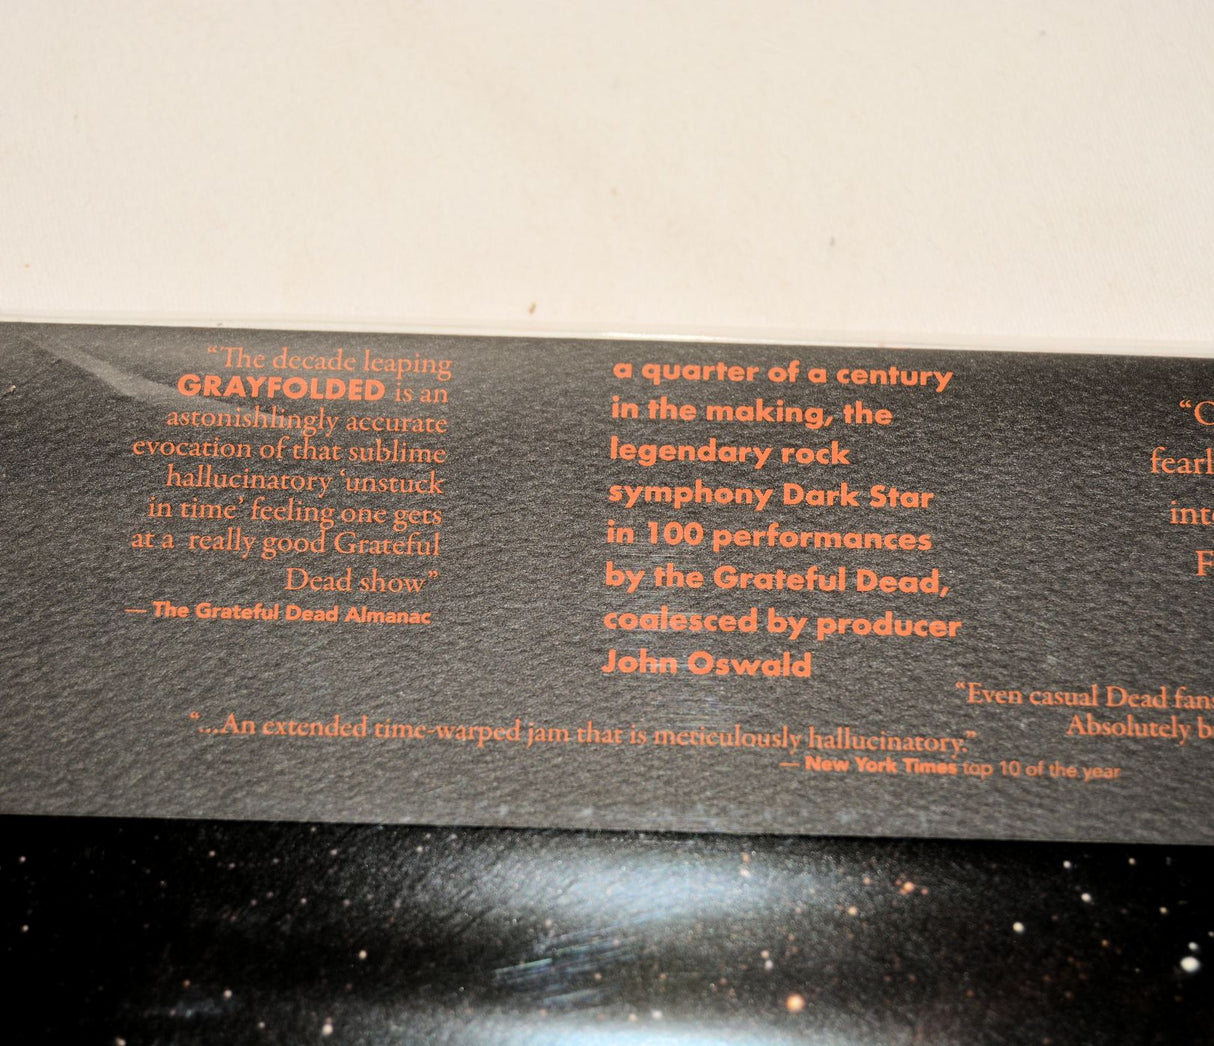 “The decade leaping
GRAYFOLDED is an
astonishlingly accurate
evocation of that sublime
hallucinatory ‘unstuck
in time’ feeling one gets
at a really good Grateful
Dead show”
— The Grateful Dead Almanac
a quarter of a century
in the making, the
legendary rock
symphony Dark Star
in 100 performances
by the Grateful Dead,
coalesced by producer
John Oswald
“...An extended time-warped jam that is meticulously hallucinatory.”
— New York Times top 10 of the year
“Even casual Dead fans
Absolutely